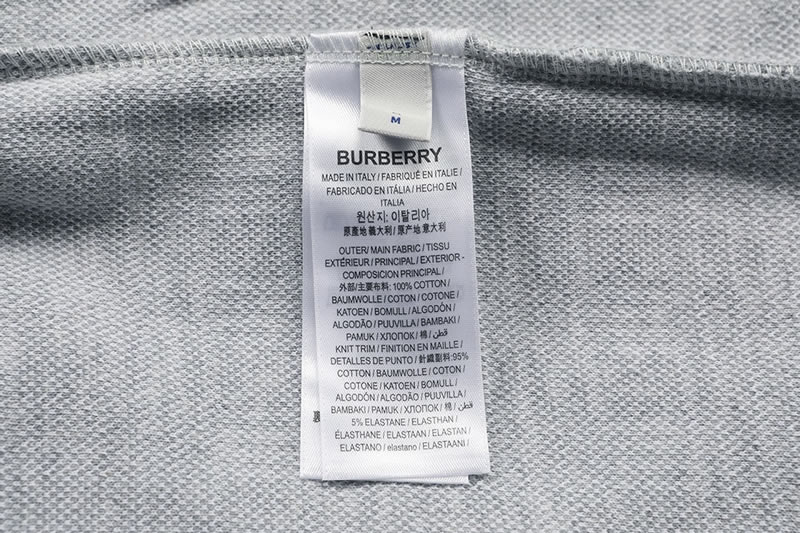 M
BURBERRY
MADE IN ITALY / FABRIQUÉ EN ITALIE /
FABRICADO EN ITÁLIA / HECHO EN
ITALIA
원산지: 이탈리아
原產地 義大利 / 原产地 意大利
OUTER/ MAIN FABRIC / TISSU
EXTÉRIEUR / PRINCIPAL / EXTERIOR -
COMPOSICION PRINCIPAL /
外部/主要布料: 100% COTTON /
BAUMWOLLE / COTON / COTONE /
KATOEN / BOMULL / ALGODÓN /
ALGODÃO / PUUVILLA / BAMBAKI /
PAMUK / ХЛОПОК / 棉 / قطن /
KNIT TRIM / FINITION EN MAILLE /
DETALLES DE PUNTO / 針織副料: 95%
COTTON / BAUMWOLLE / COTON /
COTONE / KATOEN / BOMULL /
ALGODÓN / ALGODÃO / PUUVILLA /
BAMBAKI / PAMUK / ХЛОПОК / 棉 / قطن /
5% ELASTANE / ELASTHAN /
ÉLASTHANE / ELASTAAN / ELASTAN /
ELASTANO / elastano / ELASTAANI /